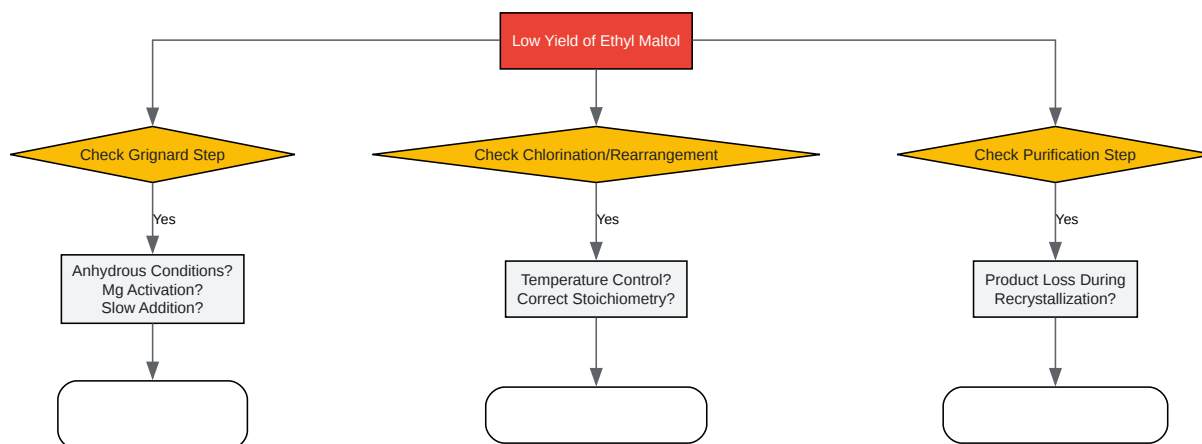 Low Yield of Ethyl Maltol
Check Grignard Step
Check Chlorination/Rearrangement
Check Purification Step
Yes
Yes
Yes
Anhydrous Conditions?
Mg Activation?
Slow Addition?
Temperature Control?
Correct Stoichiometry?
Product Loss During
Recrystallization?